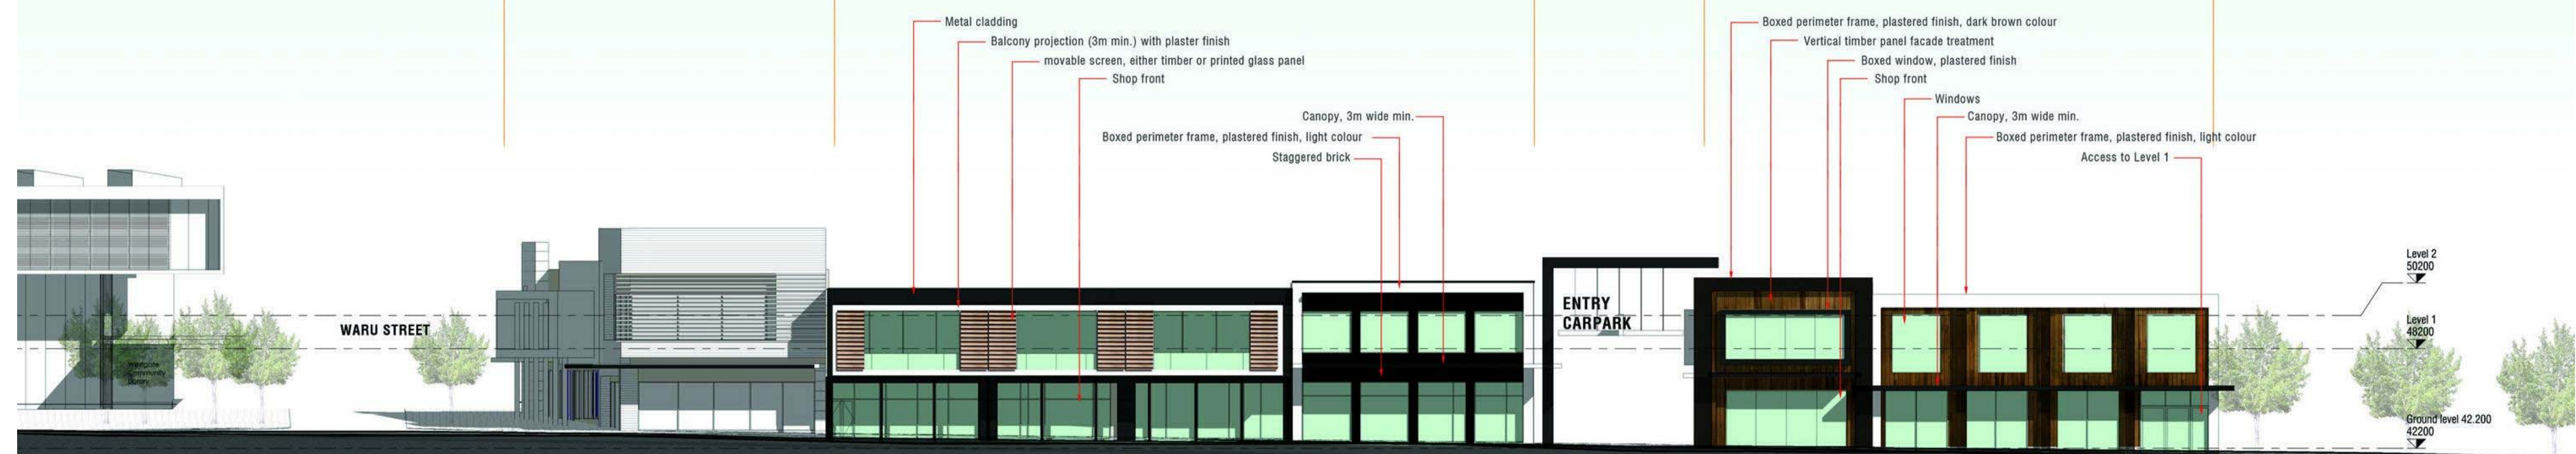 Metal cladding
Balcony projection (3m min.) with plaster finish
movable screen, either timber or printed glass panel
Shop front
Canopy, 3m wide min.
Boxed perimeter frame, plastered finish, light colour
Staggered brick
Boxed perimeter frame, plastered finish, dark brown colour
Vertical timber panel facade treatment
Boxed window, plastered finish
Shop front
Windows
Canopy, 3m wide min.
Boxed perimeter frame, plastered finish, light colour
Access to Level 1
WARU STREET
Westgate
Community
Library
ENTRY
CARPARK
Level 2
50200
Level 1
48200
Ground level 42.200
42200